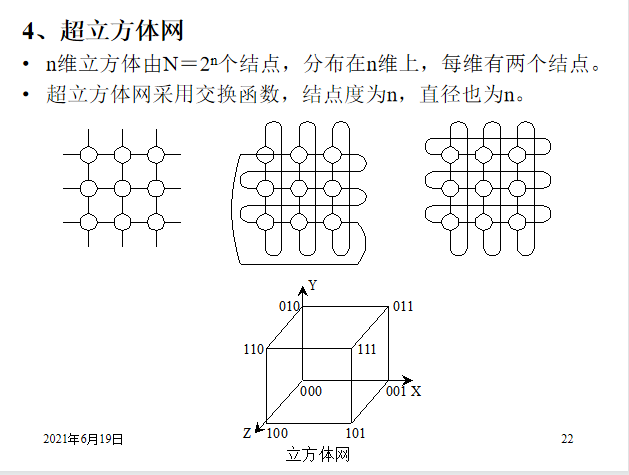 4、超立方体网
• n维立方体由N＝2ⁿ个结点，分布在n维上，每维有两个结点。
• 超立方体网采用交换函数，结点度为n，直径也为n。
Y
010 011
110 111
000 001 X
Z 100 101
立方体网
2021年6月19日 22